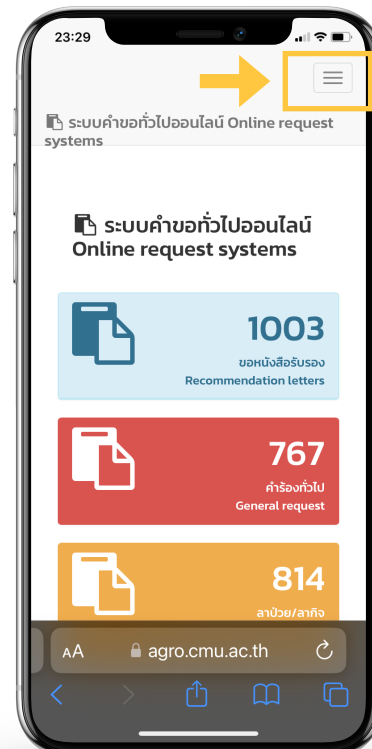 23:29
ระบบคำขอทั่วไปออนไลน์ Online request
systems
ระบบคำขอทั่วไปออนไลน์
Online request systems
1003
ขอหนังสือรับรอง
Recommendation letters
767
คำร้องทั่วไป
General request
814
ลาป่วย/ลากิจ
AA
agro.cmu.ac.th